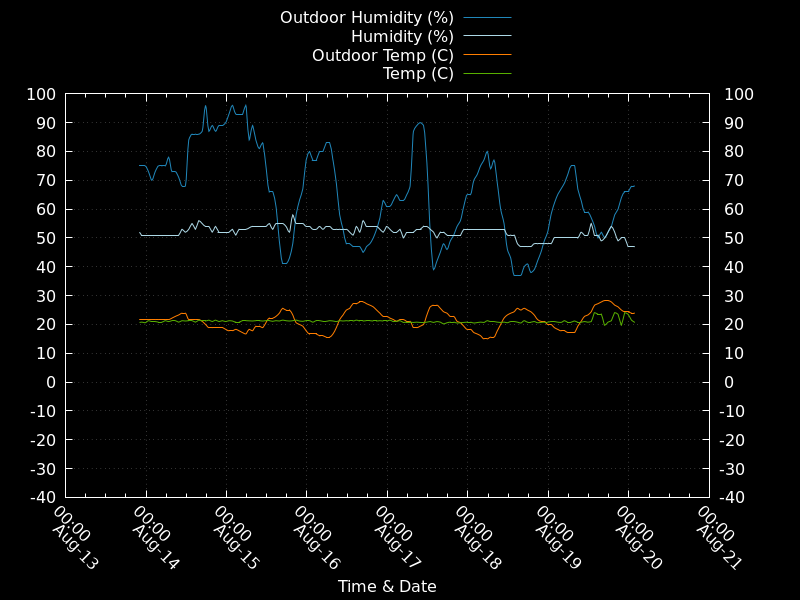 Outdoor Humidity (%)
Humidity (%)
Outdoor Temp (C)
Temp (C)
100 100
90 90
80 80
70 70
60 60
50 50
40 40
30 30
20 20
10 10
0 0
-10 -10
-20 -20
-30 -30
-40 -40
00:00
Aug-13
00:00
Aug-14
00:00
Aug-15
00:00
Aug-16
00:00
Aug-17
00:00
Aug-18
00:00
Aug-19
00:00
Aug-20
00:00
Aug-21
Time & Date